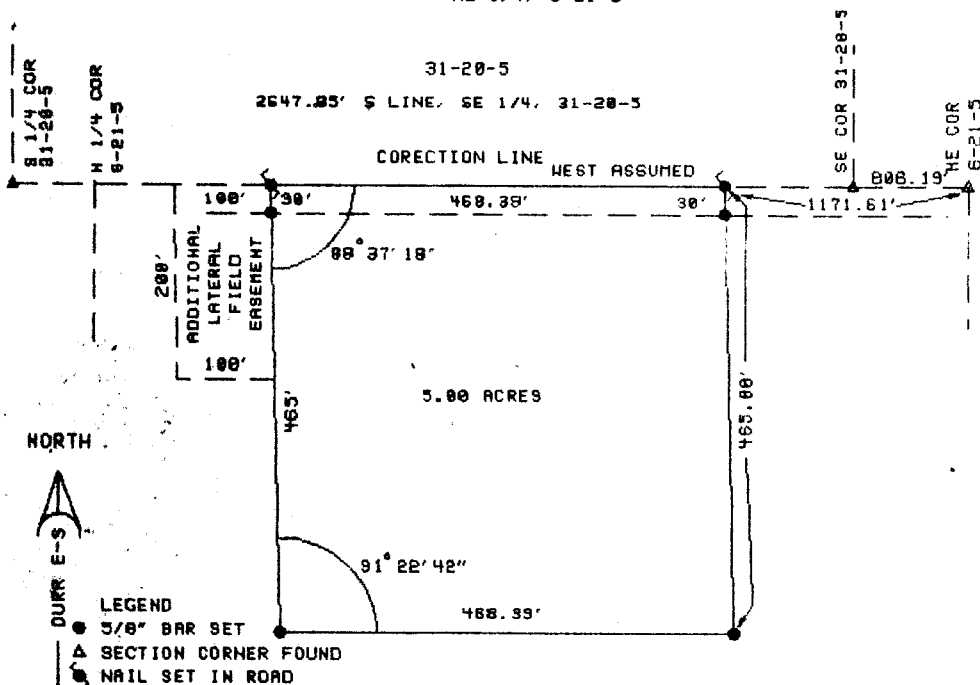 31-20-5
2647.85' S LINE, SE 1/4, 31-20-5
S 1/4 COR
31-20-5
N 1/4 COR
6-21-5
SE COR 31-20-5
NE COR
6-21-5
CORECTION LINE
WEST ASSUMED
808.19'
100'
30'
468.39'
30'
1171.61'
88° 37' 18"
200'
ADDITIONAL
LATERAL
FIELD
EASEMENT
100'
465'
5.00 ACRES
465.00'
NORTH
91° 22' 42"
468.39'
LEGEND
5/8" BAR SET
SECTION CORNER FOUND
NAIL SET IN ROAD